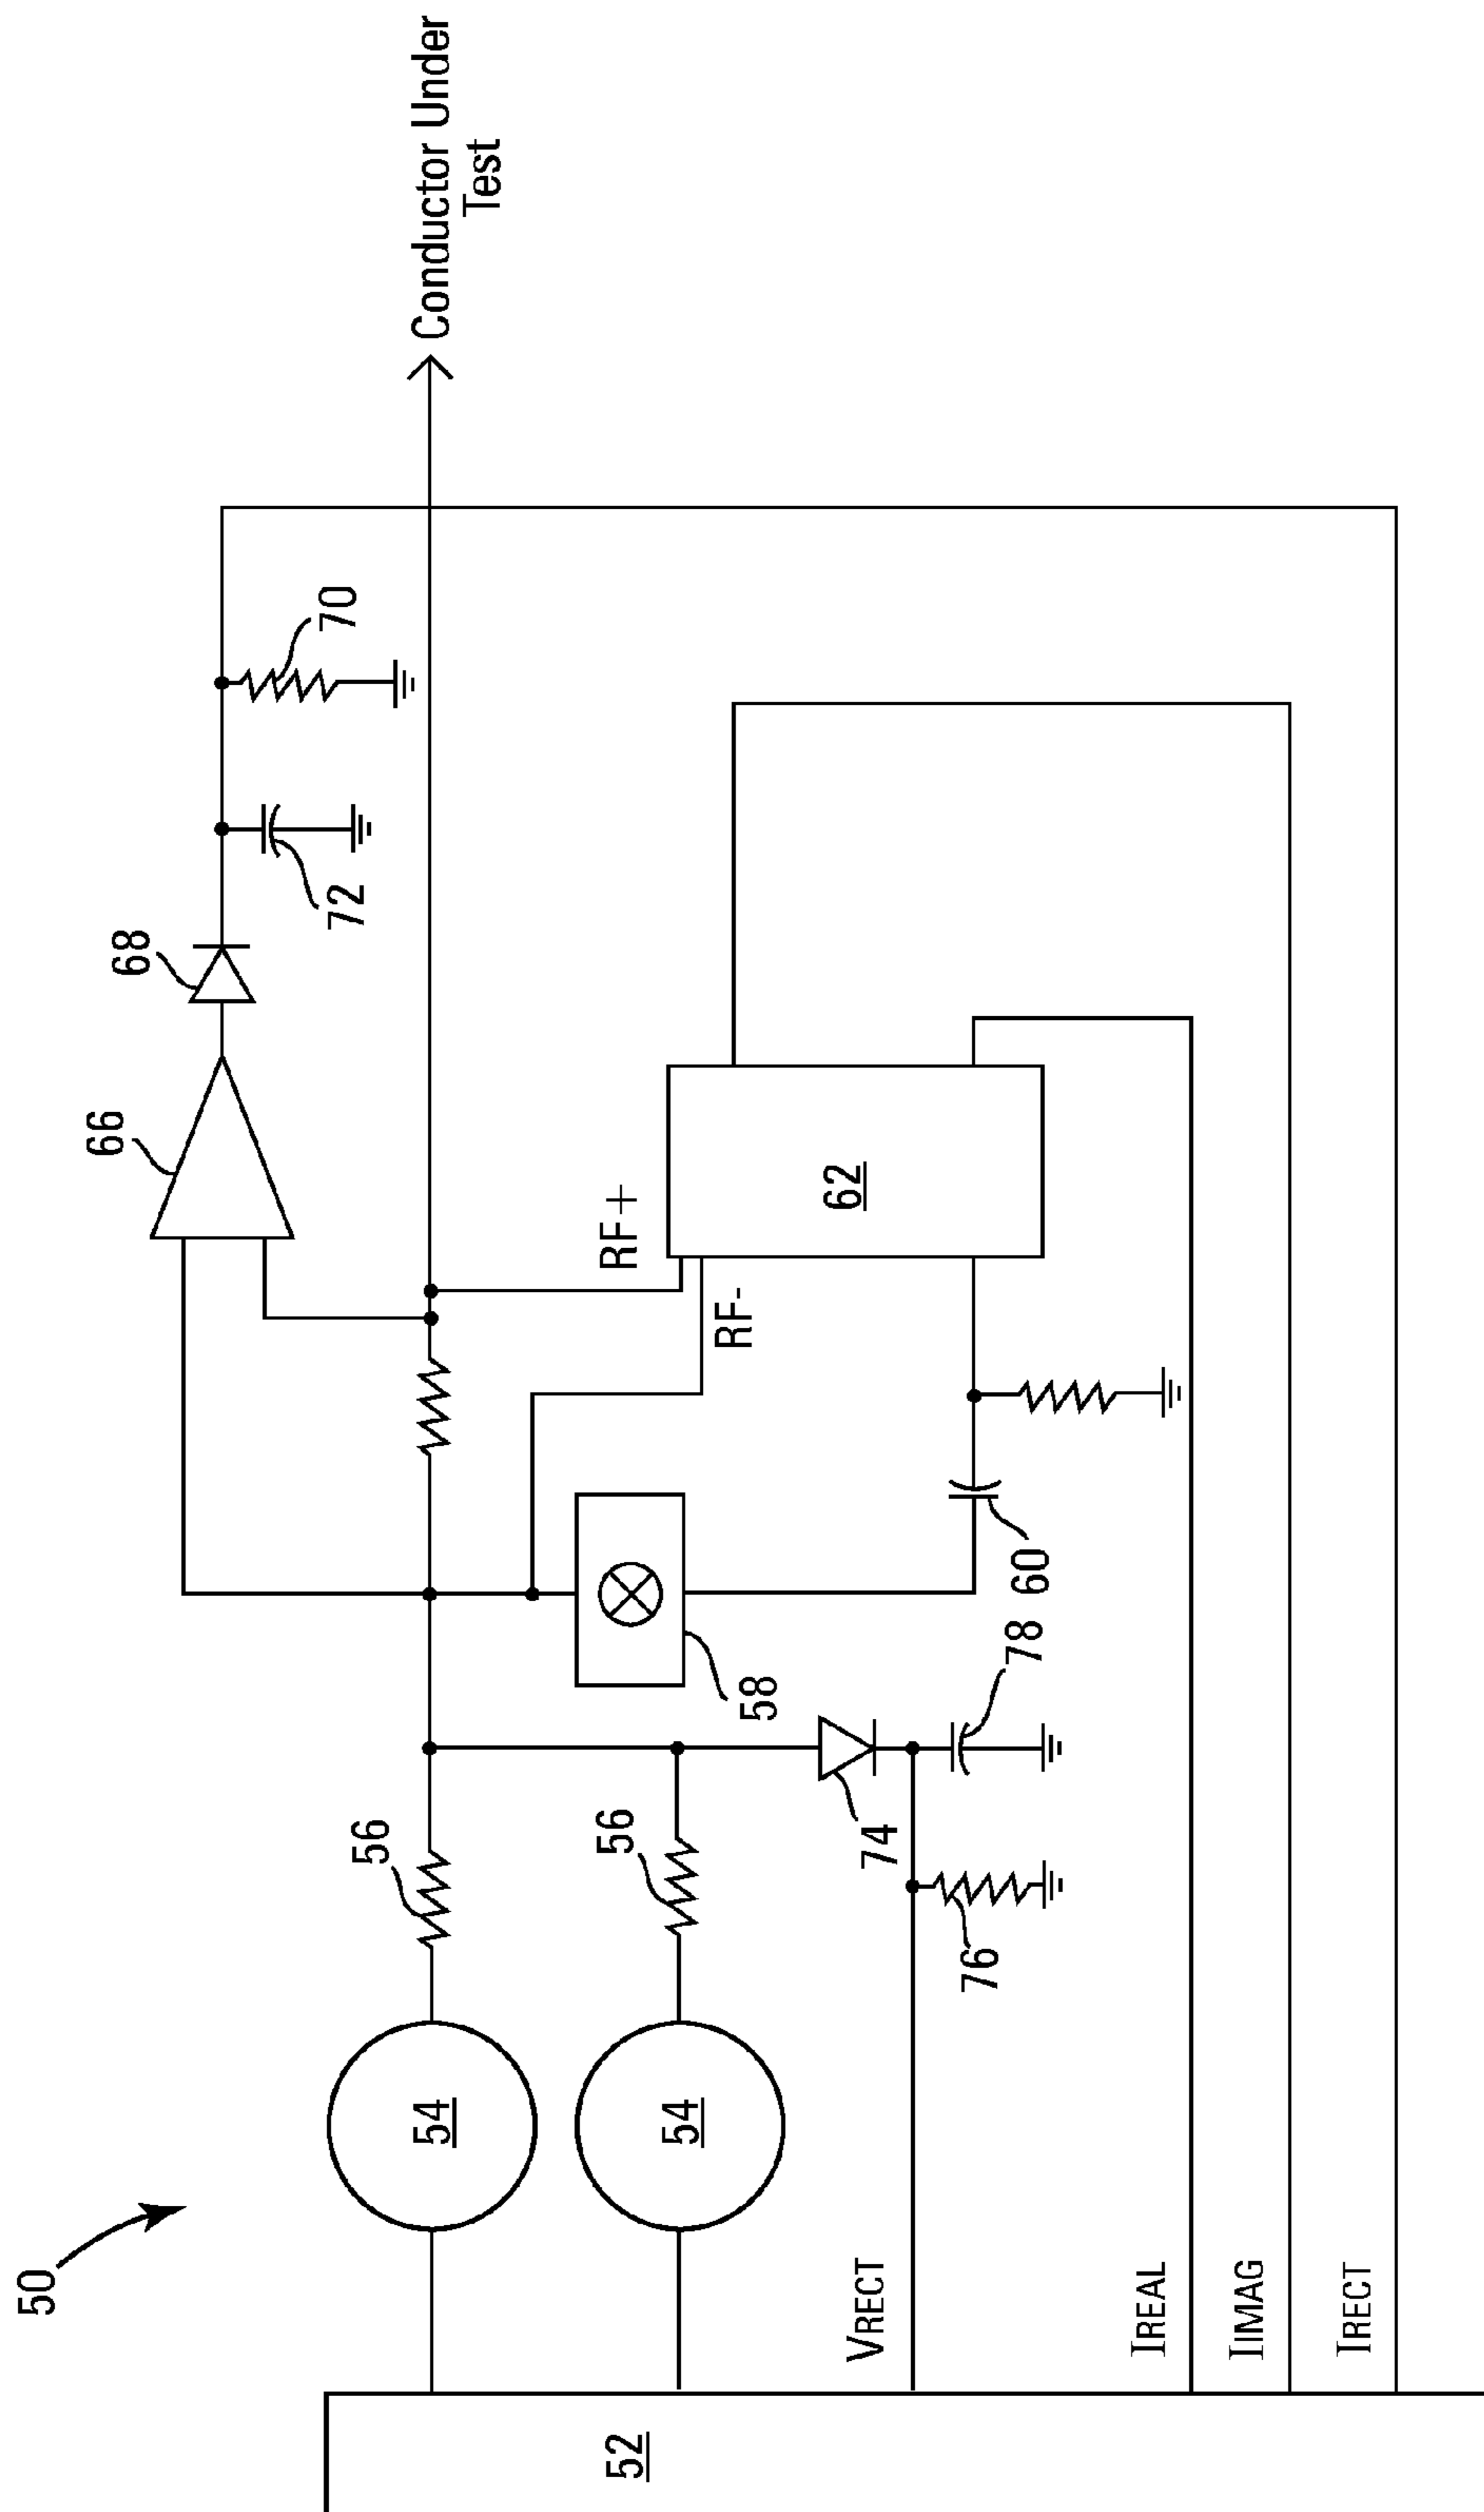 50
66
68
72
70
Conductor Under
Test
56
54
RF+
RF-
56
54
62
58
60
78
74
76
52
VRECT
IREAL
IIMAG
IRECT